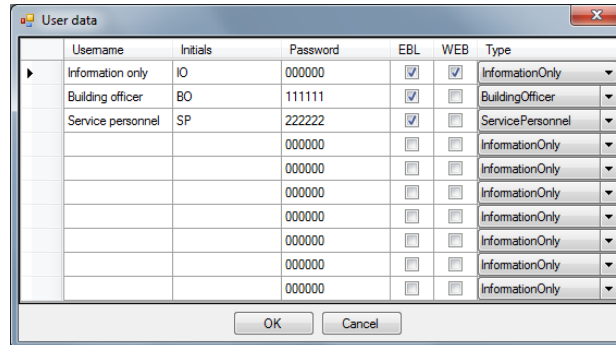 User data
Username Initials Password EBL WEB Type
Information only IO 000000 InformationOnly
Building officer BO 111111 BuildingOfficer
Service personnel SP 222222 ServicePersonnel
000000 InformationOnly
000000 InformationOnly
000000 InformationOnly
000000 InformationOnly
000000 InformationOnly
000000 InformationOnly
000000 InformationOnly
OK Cancel